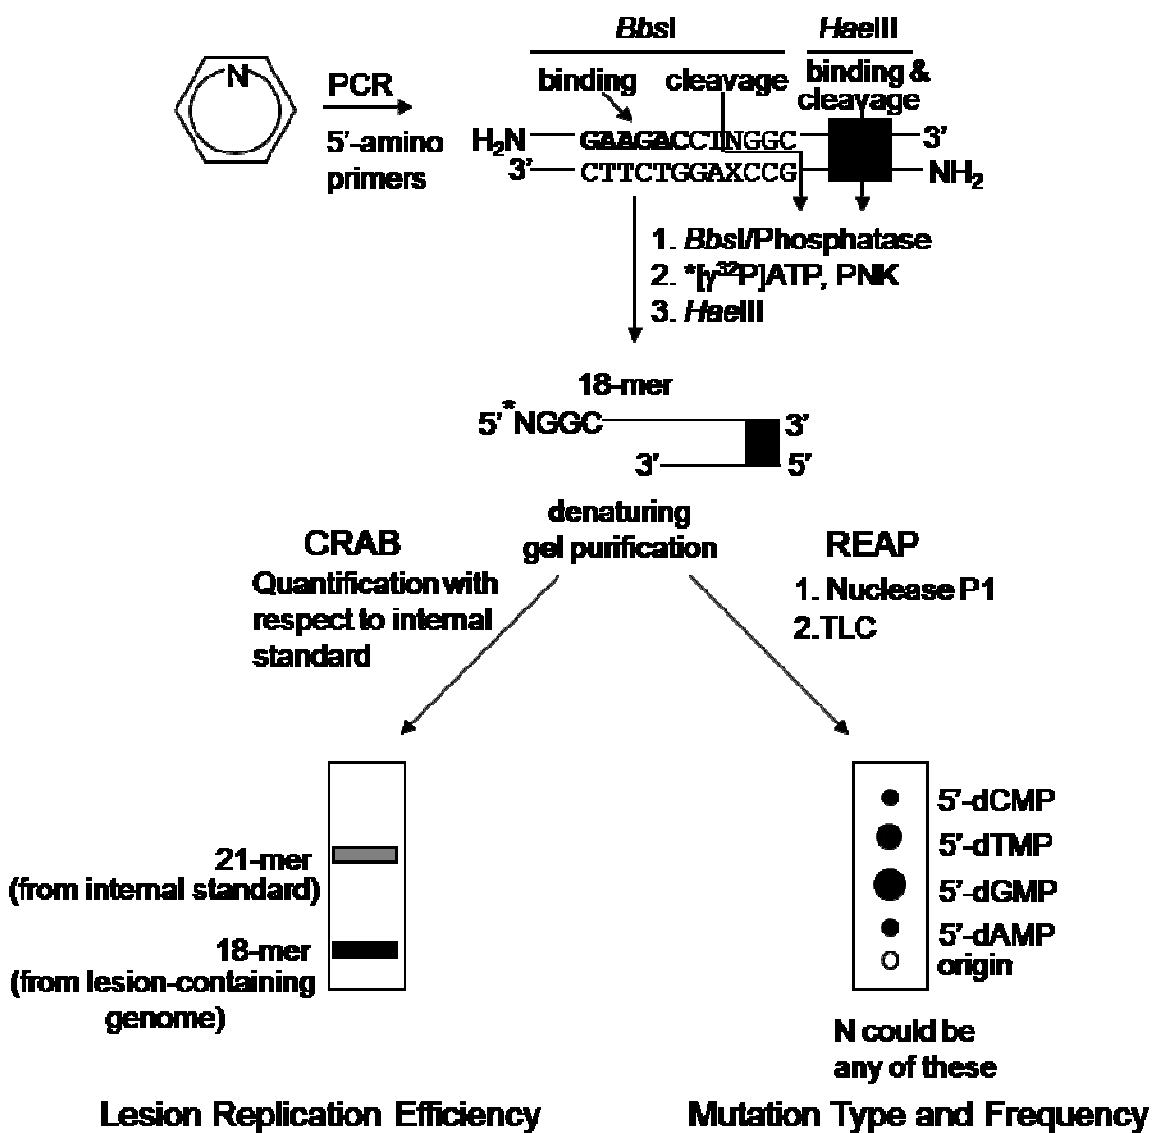 BbsI
HaeIII
N
PCR
5'-amino
primers
binding
cleavage
binding &
cleavage
H2N
GAAGACCTNGGC
3'
3'
CTTCTGGAXCCG
NH2
1. BbsI/Phosphatase
2. *[γ32P]ATP, PNK
3. HaeIII
18-mer
5'*NGGC
3'
3'
5'
denaturing
gel purification
CRAB
Quantification with
respect to internal
standard
REAP
1. Nuclease P1
2.TLC
21-mer
(from internal standard)
18-mer
(from lesion-containing
genome)
5'-dCMP
5'-dTMP
5'-dGMP
5'-dAMP
origin
N could be
any of these
Lesion Replication Efficiency
Mutation Type and Frequency